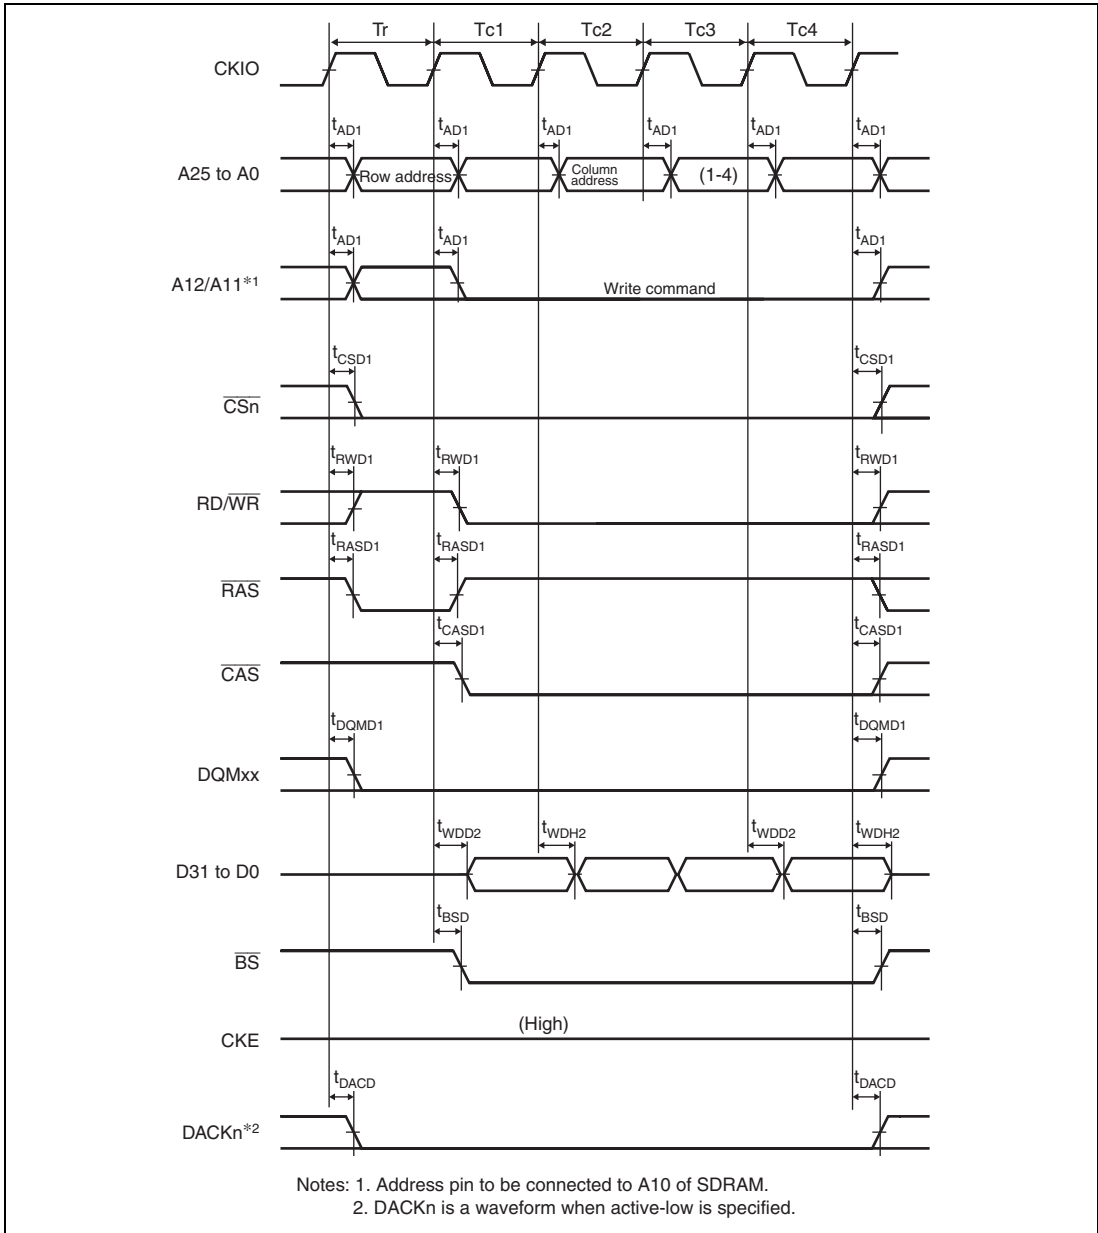 Tr Tc1 Tc2 Tc3 Tc4
CKIO
tAD1 tAD1 tAD1 tAD1 tAD1 tAD1
A25 to A0 Row address Column address (1-4)
tAD1 tAD1 tAD1
A12/A11*1 Write command
tCSD1 tCSD1
CSn
tRWD1 tRWD1 tRWD1
RD/WR
tRASD1 tRASD1 tRASD1
RAS
tCASD1 tCASD1
CAS
tDQMD1 tDQMD1
DQMxx
tWDD2 tWDH2 tWDD2 tWDH2
D31 to D0
tBSD tBSD
BS
(High)
CKE
tDACD tDACD
DACKn*2
Notes: 1. Address pin to be connected to A10 of SDRAM.
2. DACKn is a waveform when active-low is specified.